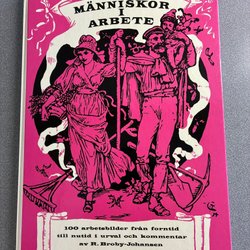 MÄNNISKOR
I
ARBETE
100 arbetsbilder från forntid
till nutid i urval och kommentar
av R. Broby-Johansen